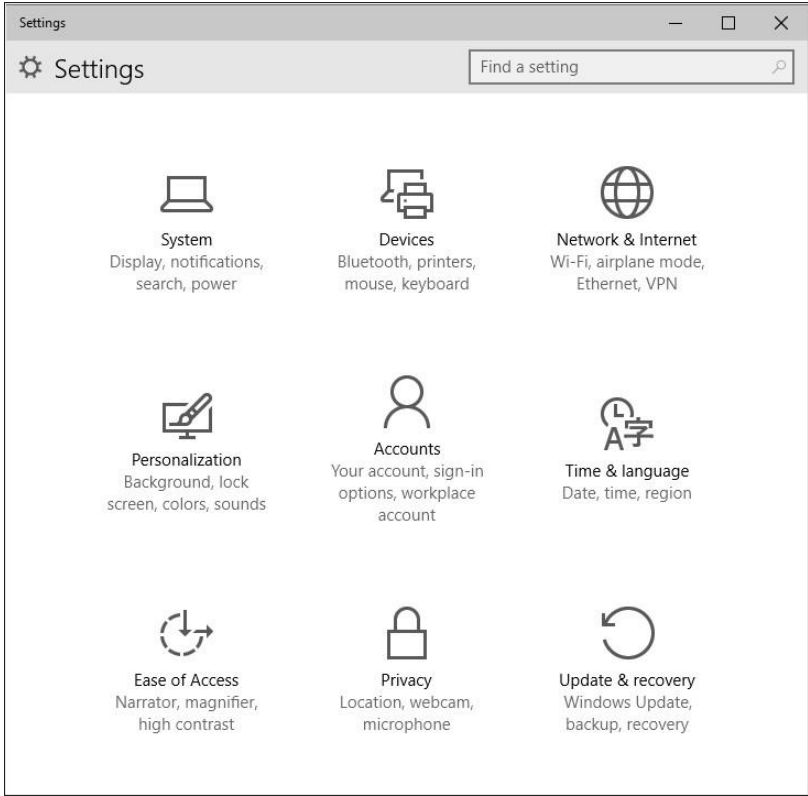 Settings
Settings
Find a setting
System
Display, notifications,
search, power
Devices
Bluetooth, printers,
mouse, keyboard
Network & Internet
Wi-Fi, airplane mode,
Ethernet, VPN
Personalization
Background, lock
screen, colors, sounds
Accounts
Your account, sign-in
options, workplace
account
A字
Time & language
Date, time, region
Ease of Access
Narrator, magnifier,
high contrast
Privacy
Location, webcam,
microphone
Update & recovery
Windows Update,
backup, recovery